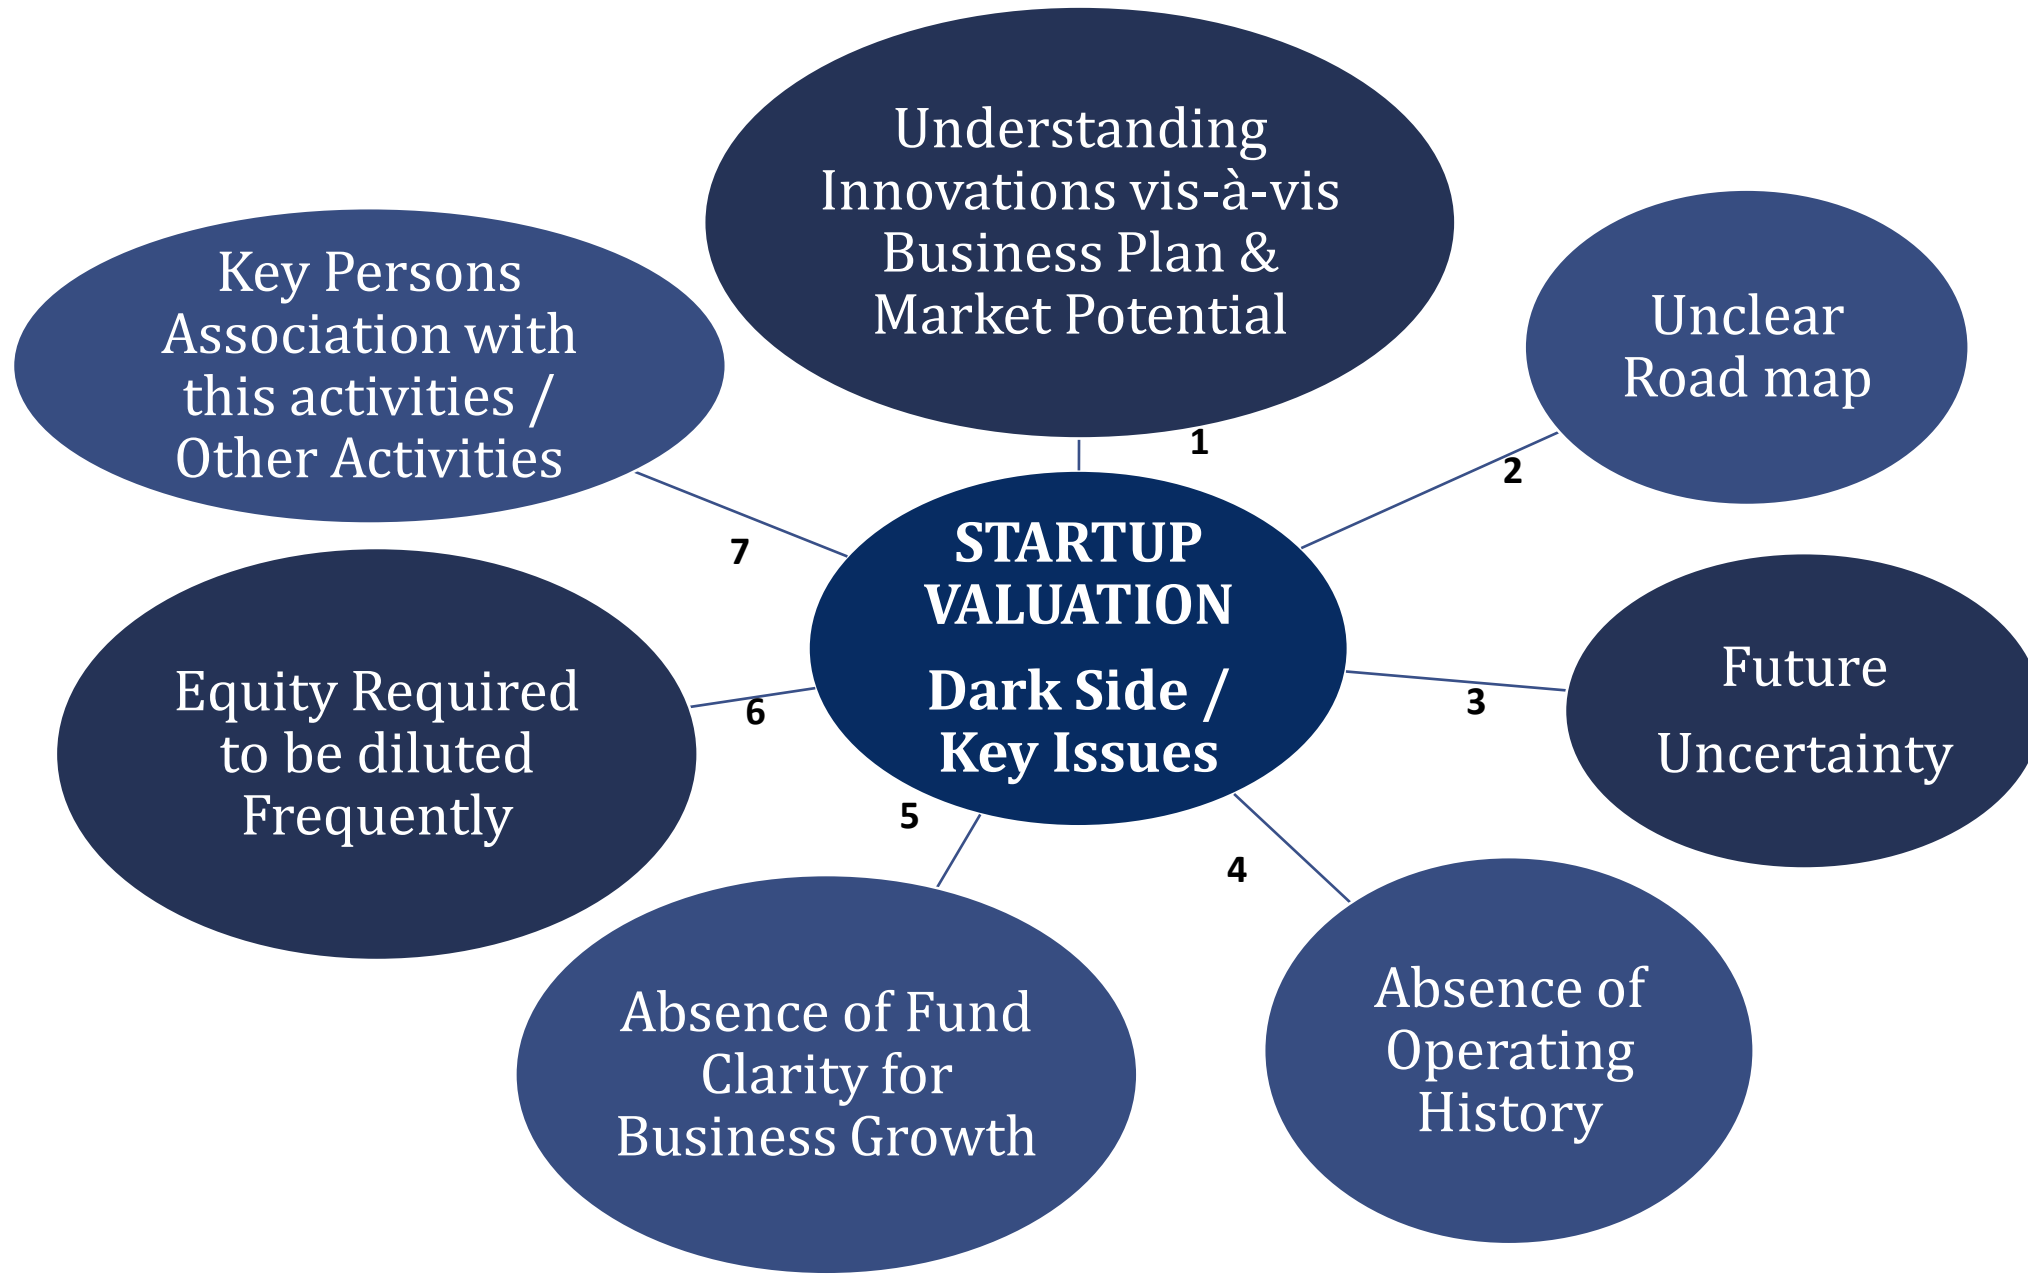 STARTUP
VALUATION
Dark Side /
Key Issues
Understanding
Innovations vis-à-vis
Business Plan &
Market Potential
1
Unclear
Road map
2
Future
Uncertainty
3
Absence of
Operating
History
4
Absence of Fund
Clarity for
Business Growth
5
Equity Required
to be diluted
Frequently
6
Key Persons
Association with
this activities /
Other Activities
7